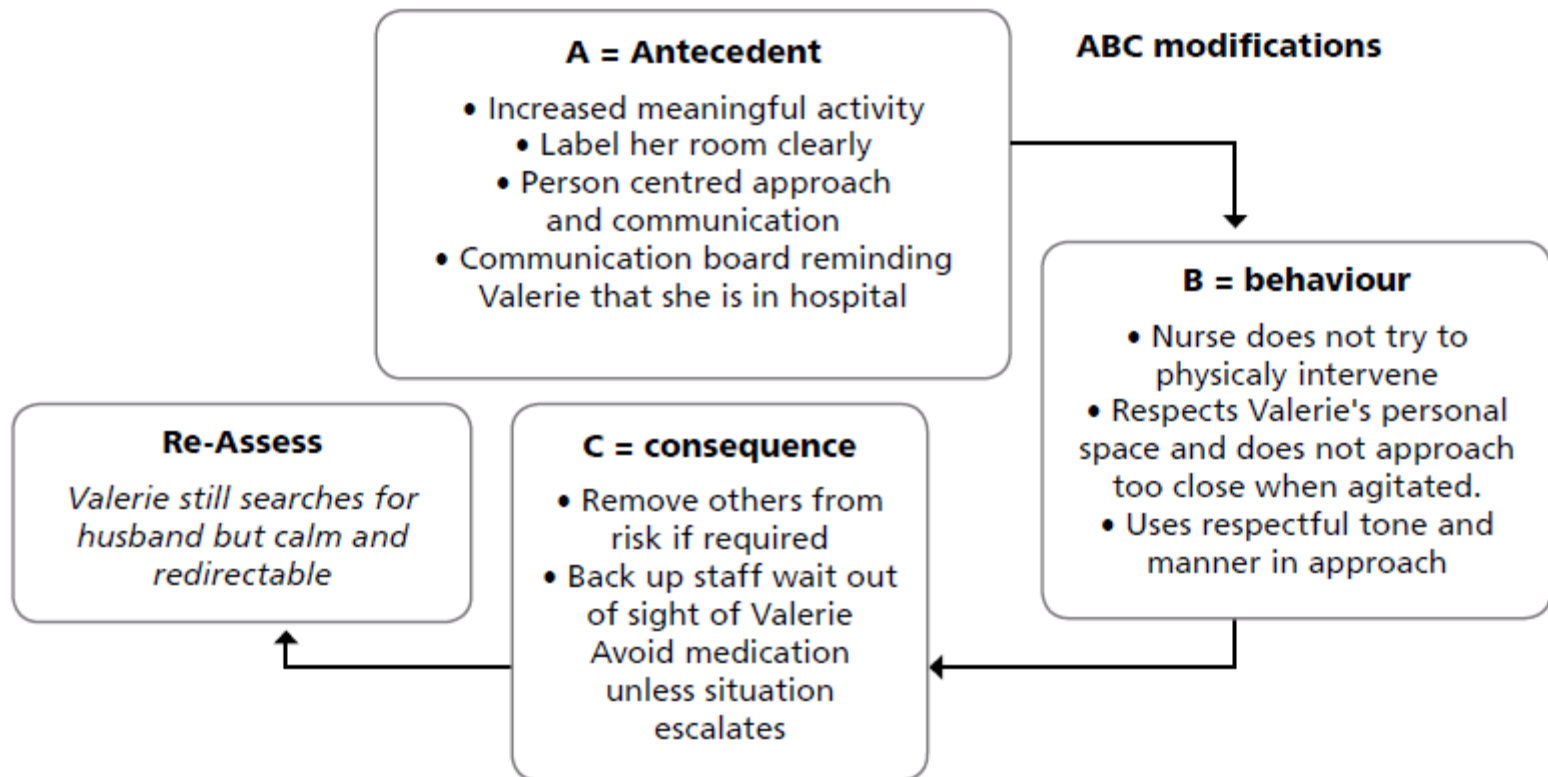 ABC modifications
A = Antecedent
• Increased meaningful activity
• Label her room clearly
• Person centred approach
and communication
• Communication board reminding
Valerie that she is in hospital
B = behaviour
• Nurse does not try to
physicaly intervene
• Respects Valerie's personal
space and does not approach
too close when agitated.
• Uses respectful tone and
manner in approach
C = consequence
• Remove others from
risk if required
• Back up staff wait out
of sight of Valerie
Avoid medication
unless situation
escalates
Re-Assess
Valerie still searches for
husband but calm and
redirectable